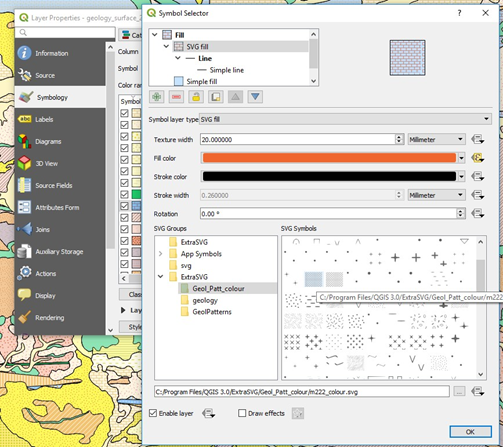 Layer Properties - geology_surface_
Information
Source
Symbology
Labels
Diagrams
3D View
Source Fields
Attributes Form
Joins
Auxiliary Storage
Actions
Display
Rendering
Cat
Column
Symbol
Color ra
Symbol
Class
Layer
Style
Symbol Selector
Fill
SVG fill
Line
Simple line
Simple fill
Symbol layer type SVG fill
Texture width 20.000000 Millimeter
Fill color
Stroke color
Stroke width 0.260000 Millimeter
Rotation 0.00 °
SVG Groups
ExtraSVG
App Symbols
svg
ExtraSVG
Geol_Patt_colour
geology
GeolPatterns
SVG Symbols
C:/Program Files/QGIS 3.0/ExtraSVG/Geol_Patt_colour/m222
C:/Program Files/QGIS 3.0/ExtraSVG/Geol_Patt_colour/m222_colour.svg
...
Enable layer
Draw effects
OK